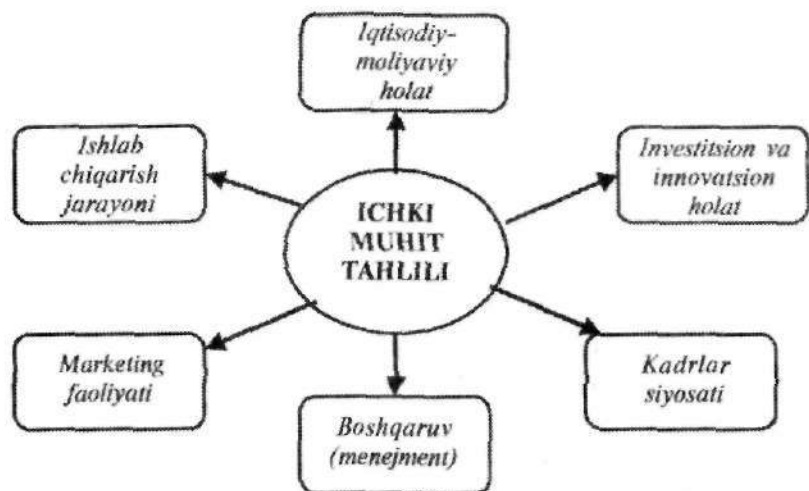 Iqtisodiy-
moliyaviy
holat
Ishlab
chiqarish
jarayoni
Investitsion va
innovatsion
holat
ICHKI
MUHIT
TAHLILI
Marketing
faoliyati
Kadrlar
siyosati
Boshqaruv
(menejment)